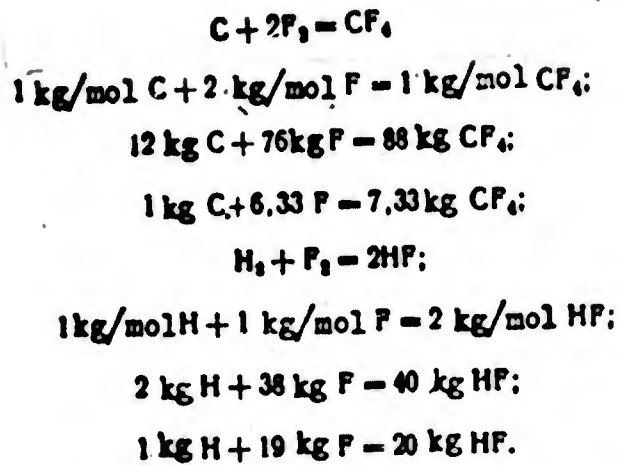 C + 2F₂ = CF₄
1 kg/mol C + 2 kg/mol F = 1 kg/mol CF₄;
12 kg C + 76kg F = 88 kg CF₄;
1 kg C + 6,33 F = 7,33 kg CF₄;
H₂ + F₂ = 2HF;
1kg/molH + 1 kg/mol F = 2 kg/mol HF;
2 kg H + 38 kg F = 40 kg HF;
1 kg H + 19 kg F = 20 kg HF.